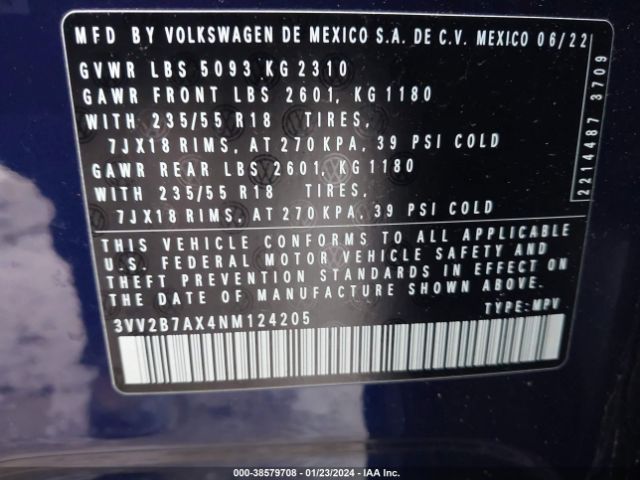 MFD BY VOLKSWAGEN DE MEXICO S.A. DE C.V. MEXICO 06/22
GVWR LBS 5093 KG 2310
GAWR FRONT LBS 2601, KG 1180
WITH 235/55 R18 TIRES,
7JX18 RIMS, AT 270 KPA, 39 PSI COLD
GAWR REAR LBS 2601, KG 1180
WITH 235/55 R18 TIRES,
7JX18 RIMS, AT 270 KPA, 39 PSI COLD
2214487 3709
THIS VEHICLE CONFORMS TO ALL APPLICABLE
U.S. FEDERAL MOTOR VEHICLE SAFETY AND
THEFT PREVENTION STANDARDS IN EFFECT ON
THE DATE OF MANUFACTURE SHOWN ABOVE.
3VV2B7AX4NM124205 TYPE: MPV
000-38579708 - 01/23/2024 - IAA Inc.